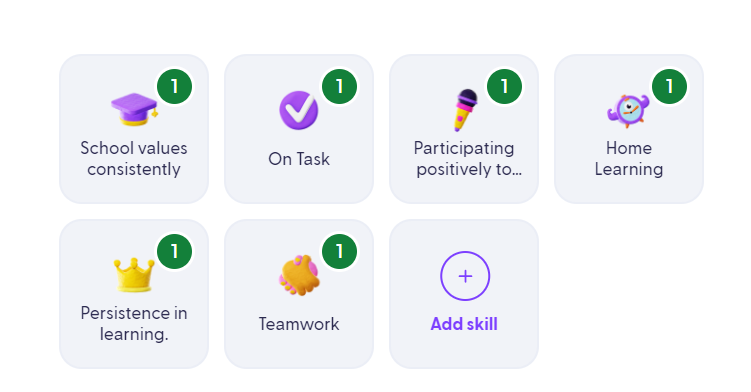 1
School values
consistently
1
On Task
1
Participating
positively to...
1
Home
Learning
1
Persistence in
learning.
1
Teamwork
+
Add skill